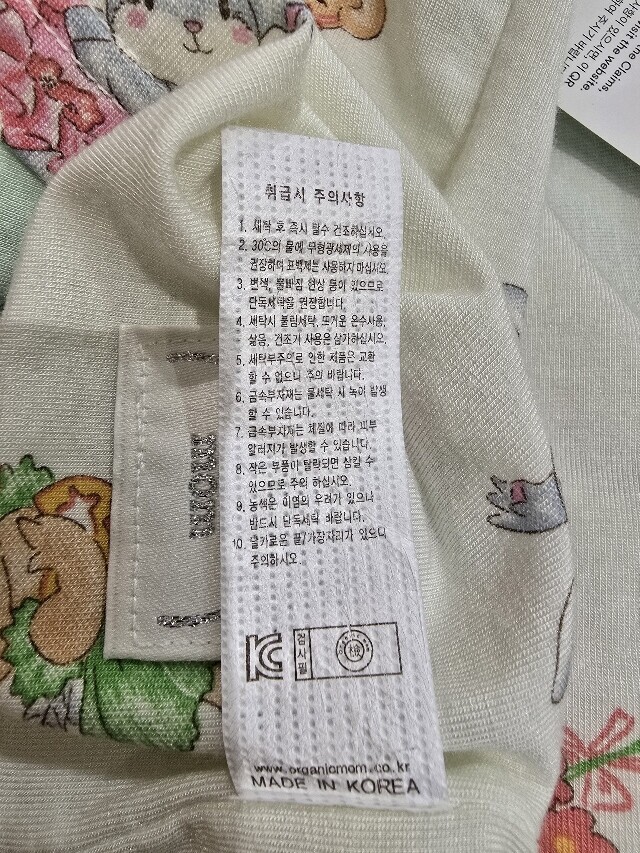 취급시 주의사항
1. 세탁 후 즉시 탈수 건조하십시오.
2. 30℃의 물에 무형광세제의 사용을
권장하며 표백제는 사용하지 마십시오.
3. 변색, 물빠짐 현상 등이 있으므로
단독세탁을 권장합니다.
4. 세탁시 불림세탁, 뜨거운 온수사용,
삶음, 건조기 사용은 삼가하십시오.
5. 세탁부주의로 인한 제품은 교환
할 수 없으니 주의 바랍니다.
6. 금속부자재는 물세탁 시 녹이 발생
할 수 있습니다.
7. 금속부자재는 체질에 따라 피부
알러지가 발생할 수 있습니다.
8. 작은 부품이 탈락되면 삼킬 수
있으므로 주의 하십시오.
9. 농색은 이염의 우려가 있으니
반드시 단독세탁 바랍니다.
10. 날카로운 끝/가장자리가 있으니
주의하십시오.
검사필
檢
www.organicmom.co.kr
MADE IN KOREA
ne Claims,
visit the website.
이 QR